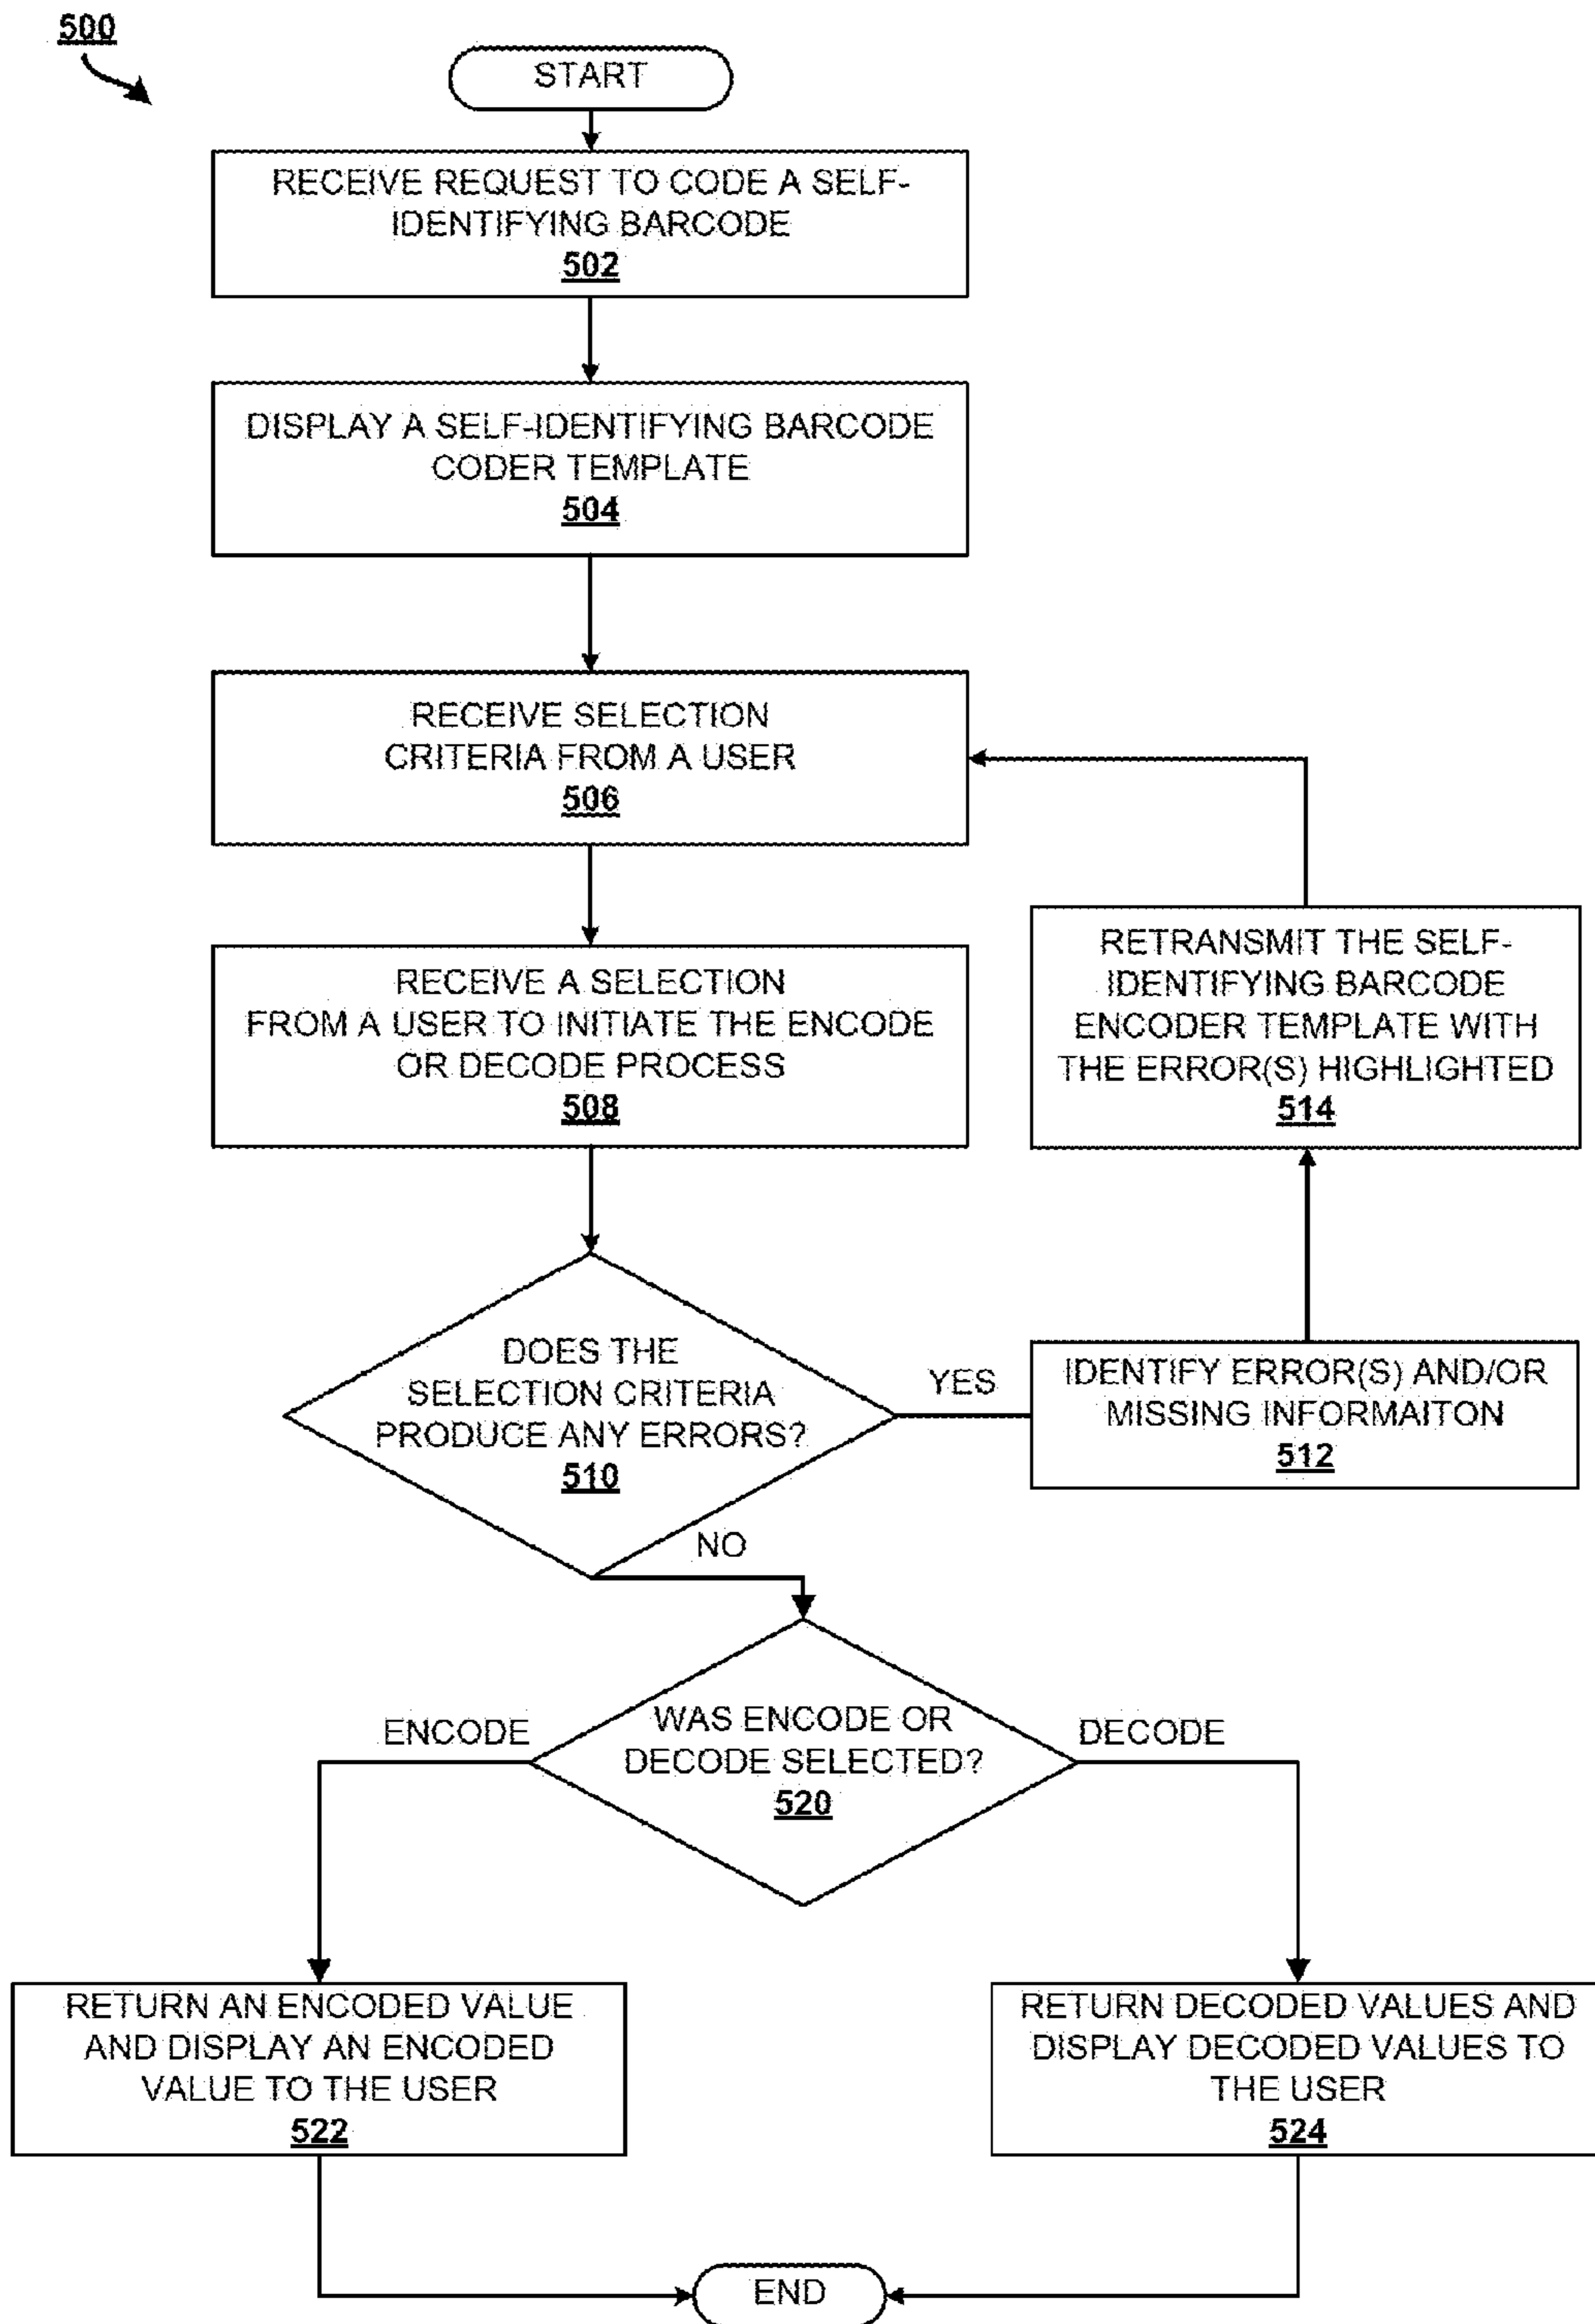 500
START
RECEIVE REQUEST TO CODE A SELF-
IDENTIFYING BARCODE
502
DISPLAY A SELF-IDENTIFYING BARCODE
CODER TEMPLATE
504
RECEIVE SELECTION
CRITERIA FROM A USER
506
RECEIVE A SELECTION
FROM A USER TO INITIATE THE ENCODE
OR DECODE PROCESS
508
RETRANSMIT THE SELF-
IDENTIFYING BARCODE
ENCODER TEMPLATE WITH
THE ERROR(S) HIGHLIGHTED
514
DOES THE
SELECTION CRITERIA
PRODUCE ANY ERRORS?
510
YES
IDENTIFY ERROR(S) AND/OR
MISSING INFORMAITON
512
NO
ENCODE
WAS ENCODE OR
DECODE SELECTED?
520
DECODE
RETURN AN ENCODED VALUE
AND DISPLAY AN ENCODED
VALUE TO THE USER
522
RETURN DECODED VALUES AND
DISPLAY DECODED VALUES TO
THE USER
524
END